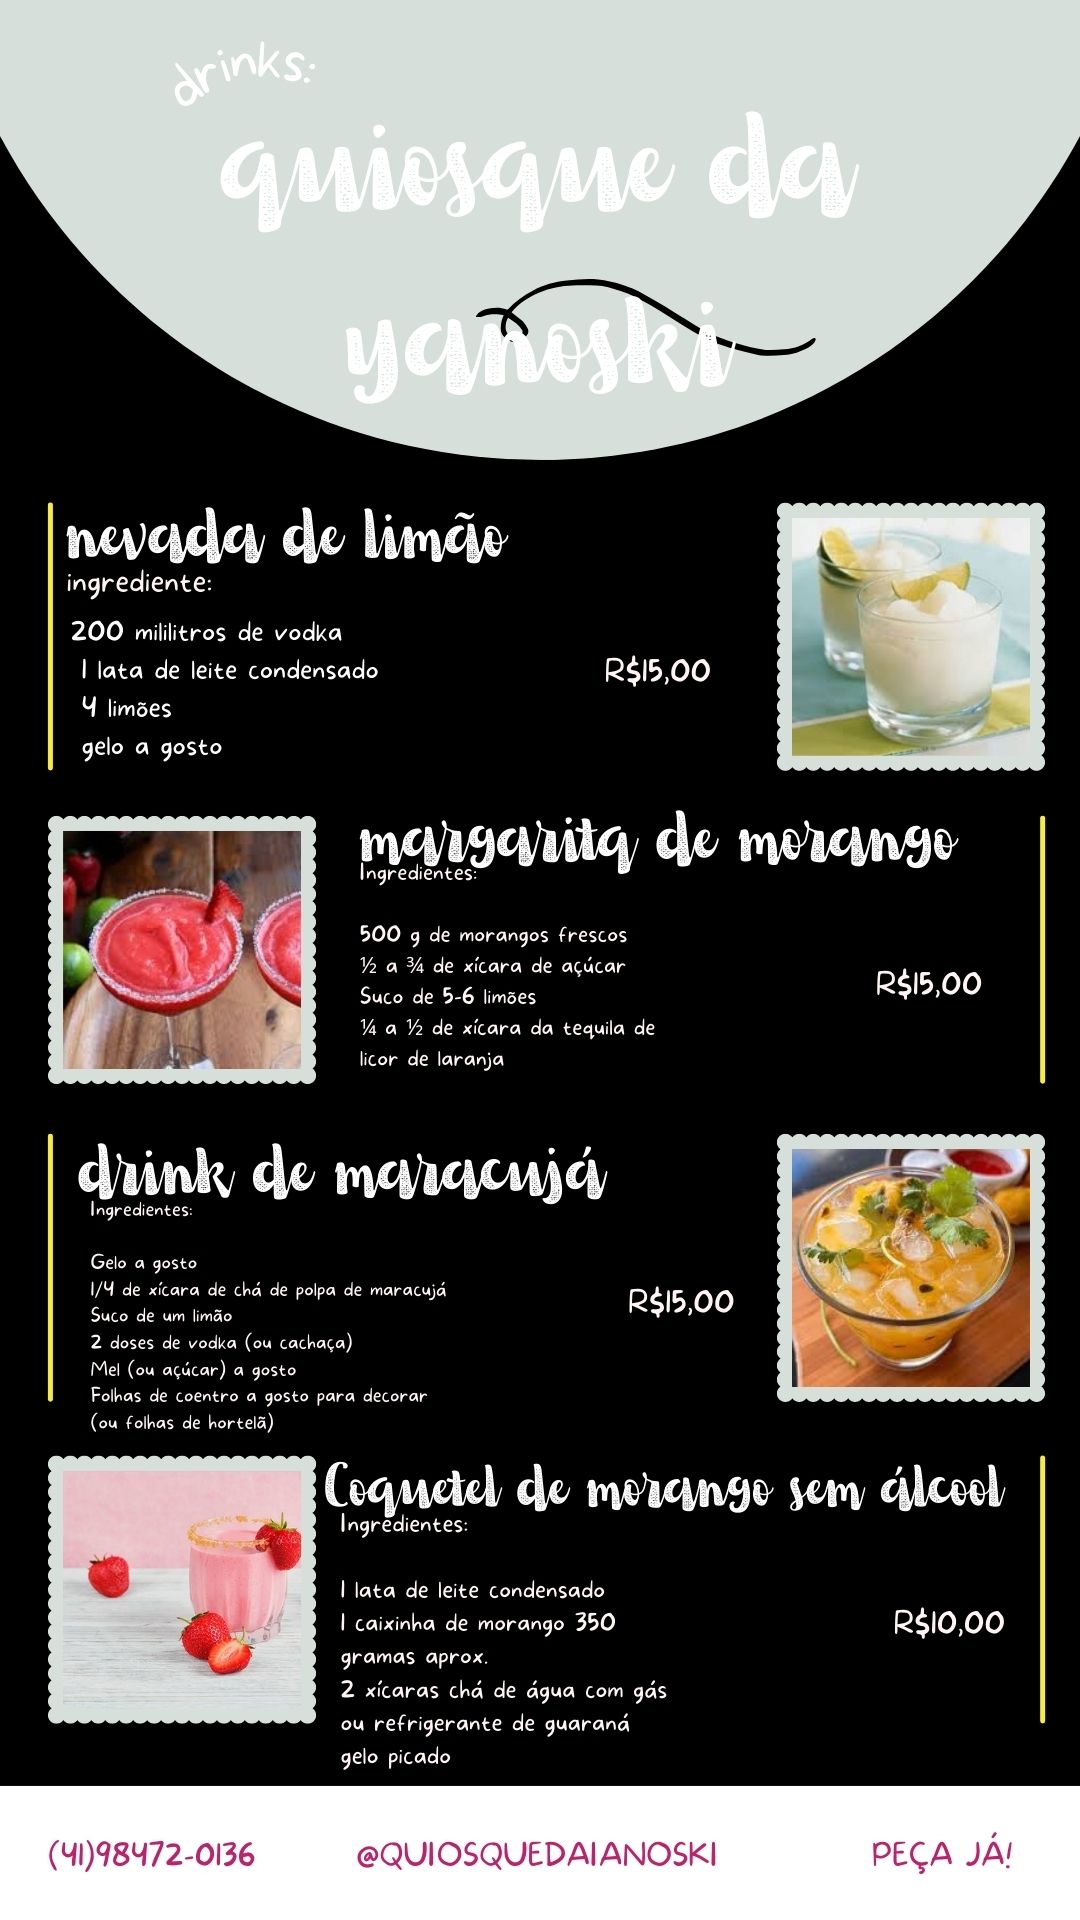 drinks:
quiosque da
yanoski
nevada de limão
ingrediente:
200 mililitros de vodka
1 lata de leite condensado
4 limões
gelo a gosto
R$15,00
margarita de morango
Ingredientes:
500 g de morangos frescos
½ a ¾ de xícara de açúcar
Suco de 5-6 limões
¼ a ½ de xícara da tequila de
licor de laranja
R$15,00
drink de maracujá
Ingredientes:
Gelo a gosto
1/4 de xícara de chá de polpa de maracujá
Suco de um limão
2 doses de vodka (ou cachaça)
Mel (ou açúcar) a gosto
Folhas de coentro a gosto para decorar
(ou folhas de hortelã)
R$15,00
Coquetel de morango sem álcool
Ingredientes:
1 lata de leite condensado
1 caixinha de morango 350
gramas aprox.
2 xícaras chá de água com gás
ou refrigerante de guaraná
gelo picado
R$10,00
(41)98472-0136
@QUIOSQUEDAIANOSKI
PEÇA JÁ!